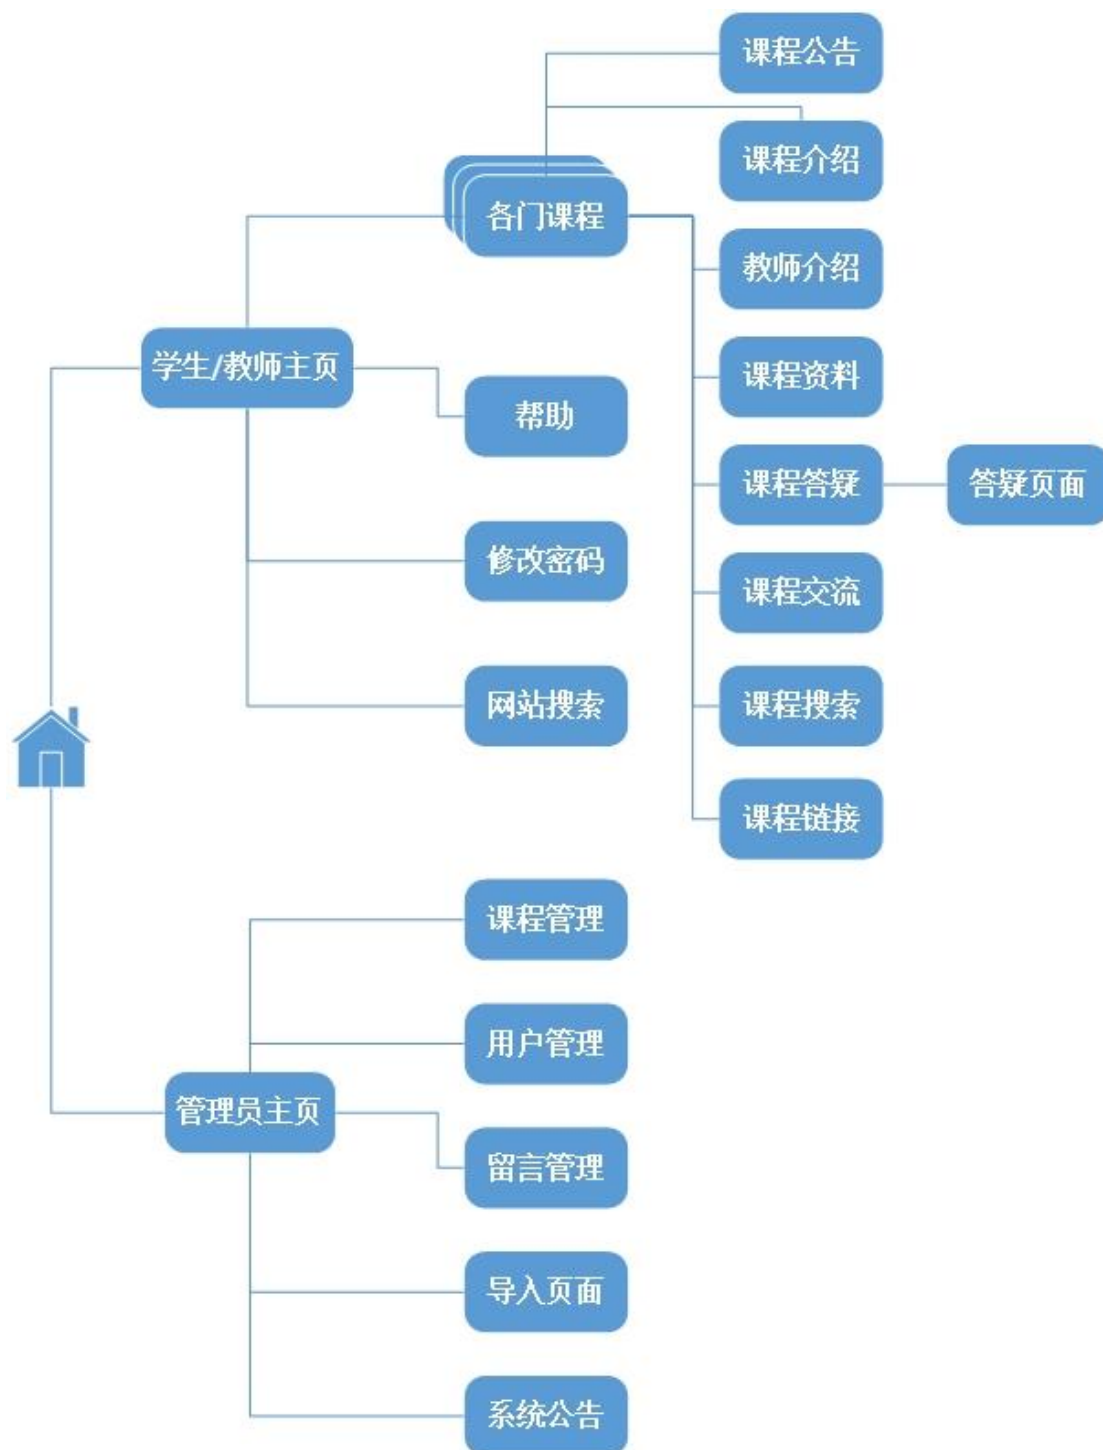 课程公告
课程介绍
各门课程
教师介绍
学生/教师主页
课程资料
帮助
课程答疑
答疑页面
修改密码
课程交流
网站搜索
课程搜索
课程链接
课程管理
用户管理
管理员主页
留言管理
导入页面
系统公告